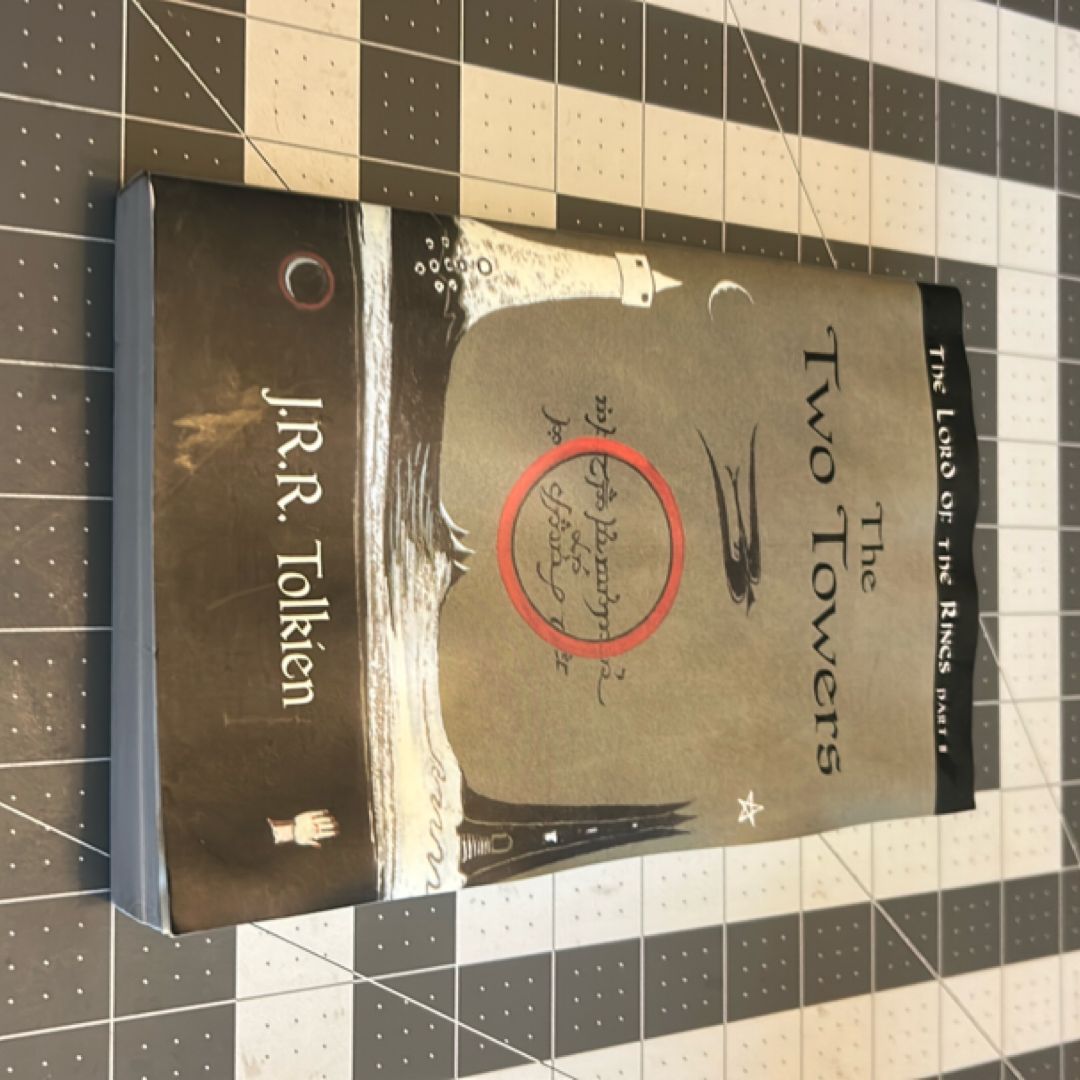 The Lord of the Rings Part II
The
Two Towers
J.R.R. Tolkien